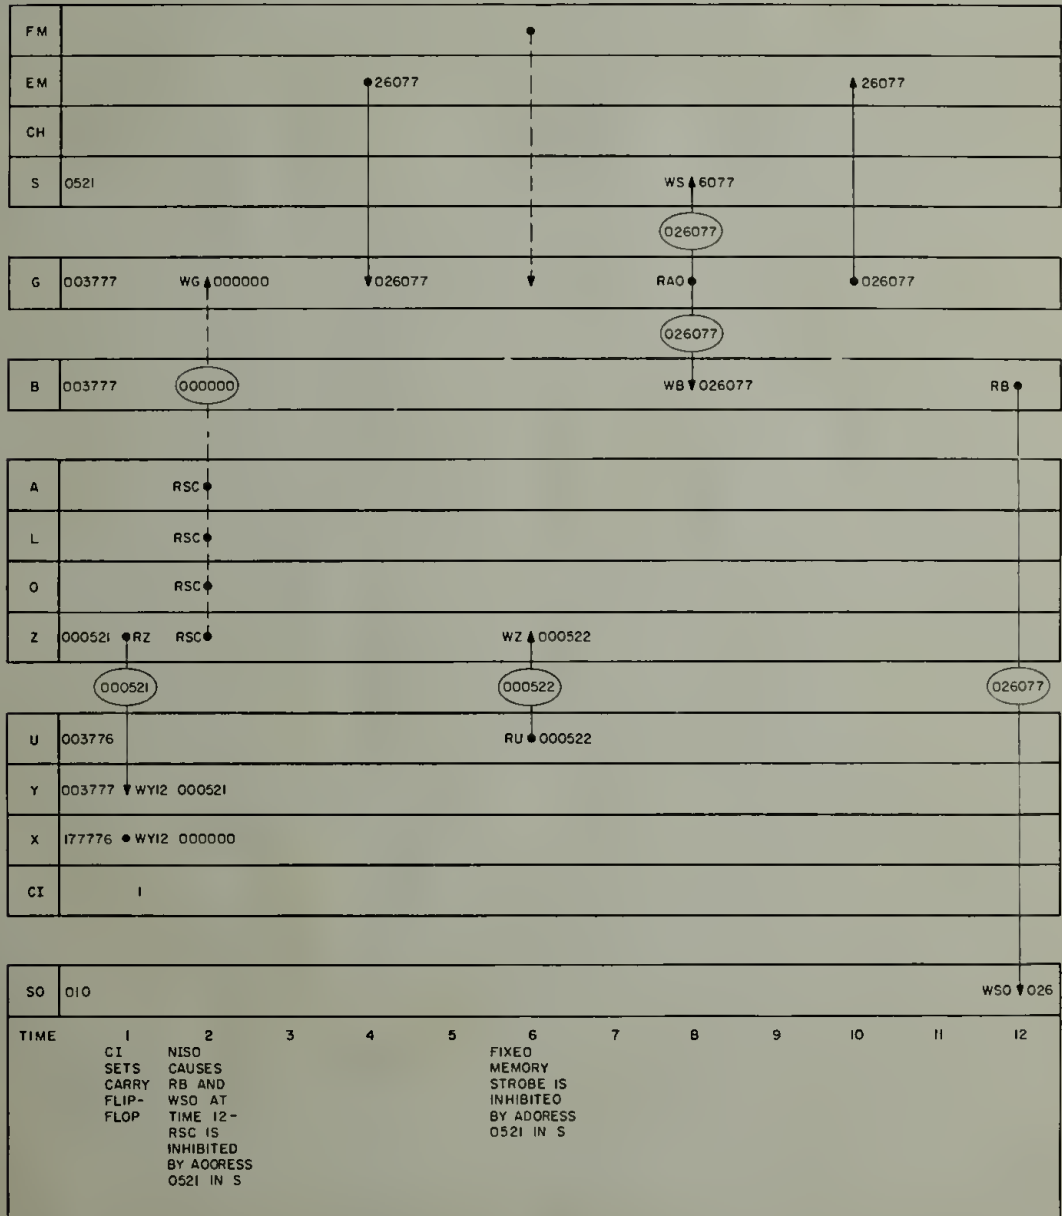 FM
EM 26077 26077
CH
S 0521 WS 6077
026077
G 003777 WG 000000 026077 RAO 026077
026077
B 003777 000000 WB 026077 RB
A RSC
L RSC
O RSC
Z 000521 RZ RSC WZ 000522
000521 000522 026077
U 003776 RU 000522
Y 003777 WY12 000521
X 177776 WY12 000000
CI 1
SO 010 WSO 026
TIME 1 2 3 4 5 6 7 8 9 10 11 12
CI NISO FIXEO
SETS CAUSES MEMORY
CARRY RB AND STROBE IS
FLIP- WSO AT INHIBITEO
FLOP TIME 12- BY AODRESS
RSC IS 0521 IN S
INHIBITED
BY AOORESS
0521 IN S